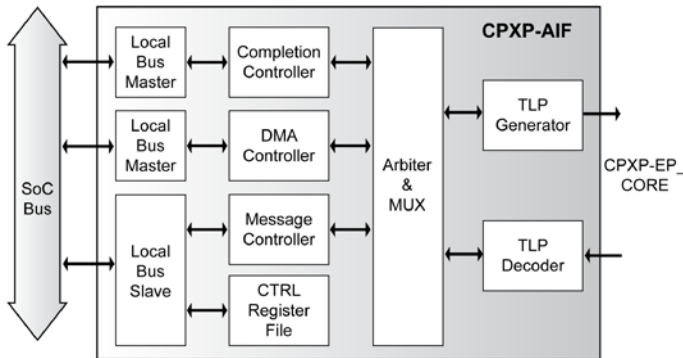 CPXP-AIF
SoC
Bus
Local
Bus
Master
Completion
Controller
Local
Bus
Master
DMA
Controller
Local
Bus
Slave
Message
Controller
CTRL
Register
File
Arbiter
&
MUX
TLP
Generator
TLP
Decoder
CPXP-EP_
CORE